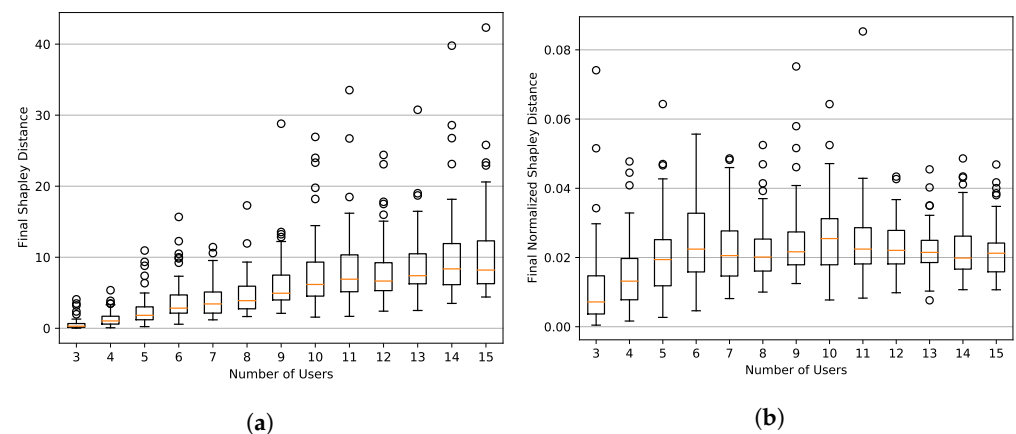 Final Shapley Distance
40
30
20
10
0
3 4 5 6 7 8 9 10 11 12 13 14 15
Number of Users
(a)
Final Normalized Shapley Distance
0.08
0.06
0.04
0.02
0.00
3 4 5 6 7 8 9 10 11 12 13 14 15
Number of Users
(b)